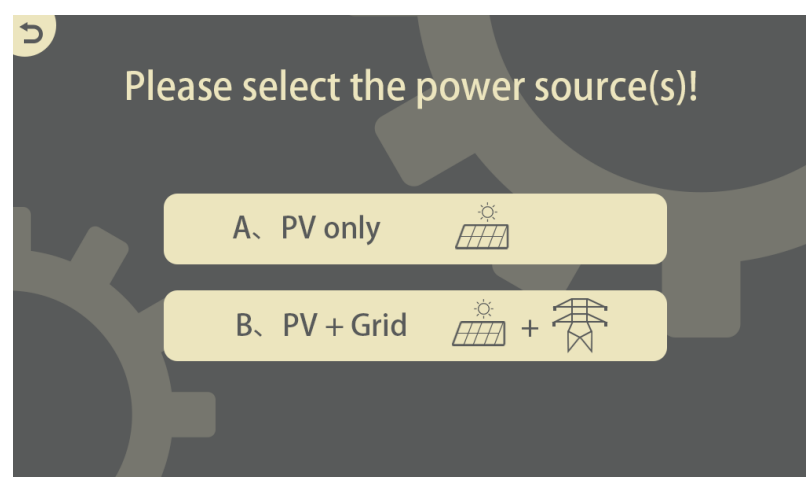 Please select the power source(s)!
A、PV only
B、PV + Grid +